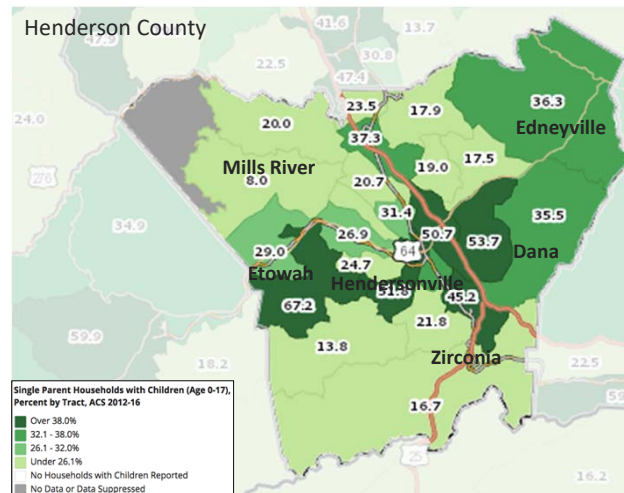 Henderson County
41.6
13.7
47.9
22.5
30.8
47.4
24.0
23.5
17.9
36.3
20.0
37.3
Edneyville
276
Mills River
8.0
20.7
19.0
17.5
34.9
31.4
35.5
29.0
26.9
64
50.7
53.7
Dana
Etowah
24.7
Hendersonville
67.2
51.8
45.2
59.9
18.2
13.8
21.8
Zirconia
22.5
16.7
25
16.2
Single Parent Households with Children (Age 0-17),
Percent by Tract, ACS 2012-16
Over 38.0%
32.1 - 38.0%
26.1 - 32.0%
Under 26.1%
No Households with Children Reported
No Data or Data Suppressed